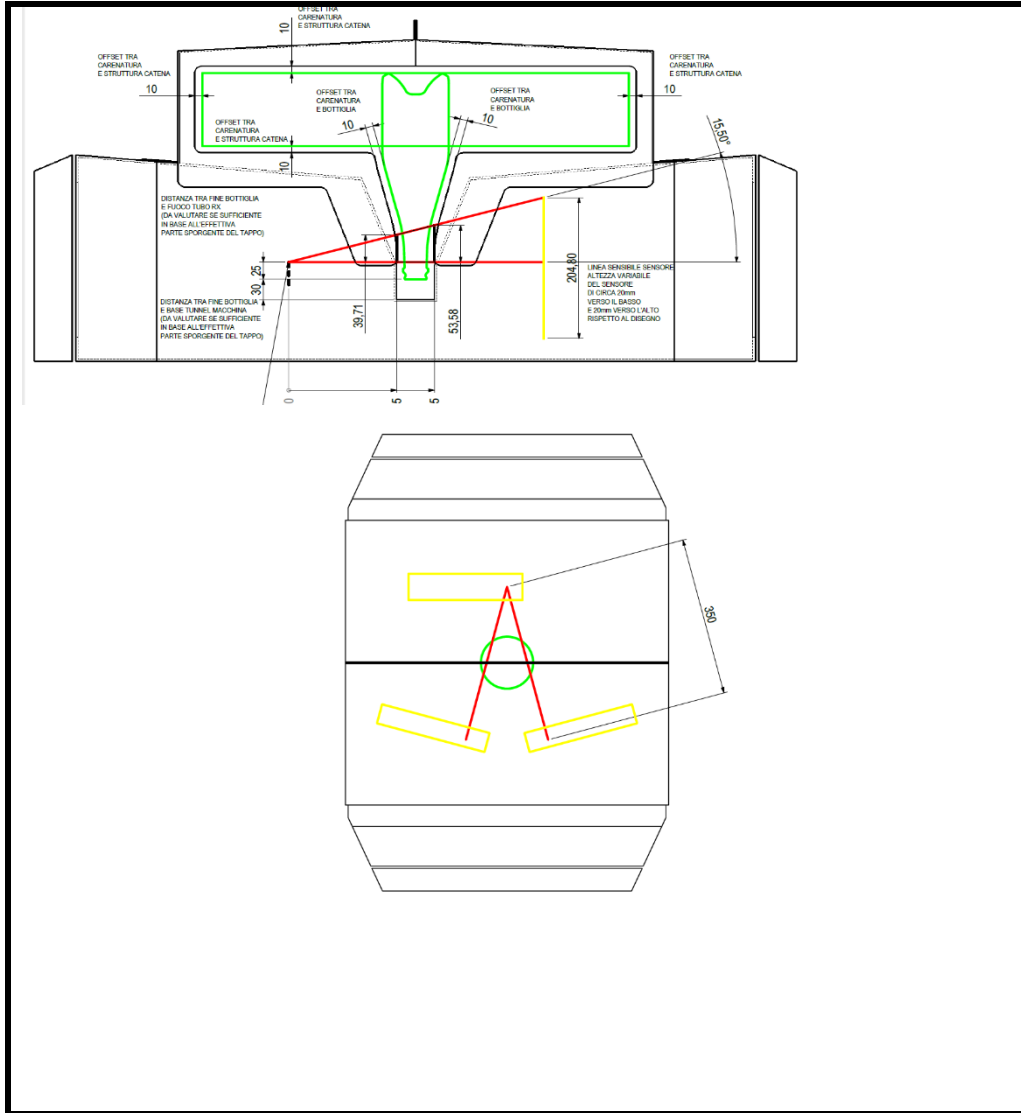 OFFSET TRA
CARENATURA
E STRUTTURA CATENA
10
OFFSET TRA
CARENATURA
E STRUTTURA CATENA
10
OFFSET TRA
CARENATURA
E STRUTTURA CATENA
10
OFFSET TRA
CARENATURA
E BOTTIGLIA
10
OFFSET TRA
CARENATURA
E BOTTIGLIA
10
OFFSET TRA
CARENATURA
E STRUTTURA CATENA
10
15,50°
DISTANZA TRA FINE BOTTIGLIA
E FUOCO TUBO RX
(DA VALUTARE SE SUFFICIENTE
IN BASE ALL'EFFETTIVA
PARTE SPORGENTE DEL TAPPO)
25
30
DISTANZA TRA FINE BOTTIGLIA
E BASE TUNNEL MACCHINA
(DA VALUTARE SE SUFFICIENTE
IN BASE ALL'EFFETTIVA
PARTE SPORGENTE DEL TAPPO)
39,71
53,58
204,80
LINEA SENSIBILE SENSORE
ALTEZZA VARIABILE
DEL SENSORE
DI CIRCA 20mm
VERSO IL BASSO
E 20mm VERSO L'ALTO
RISPETTO AL DISEGNO
0
5
5
350